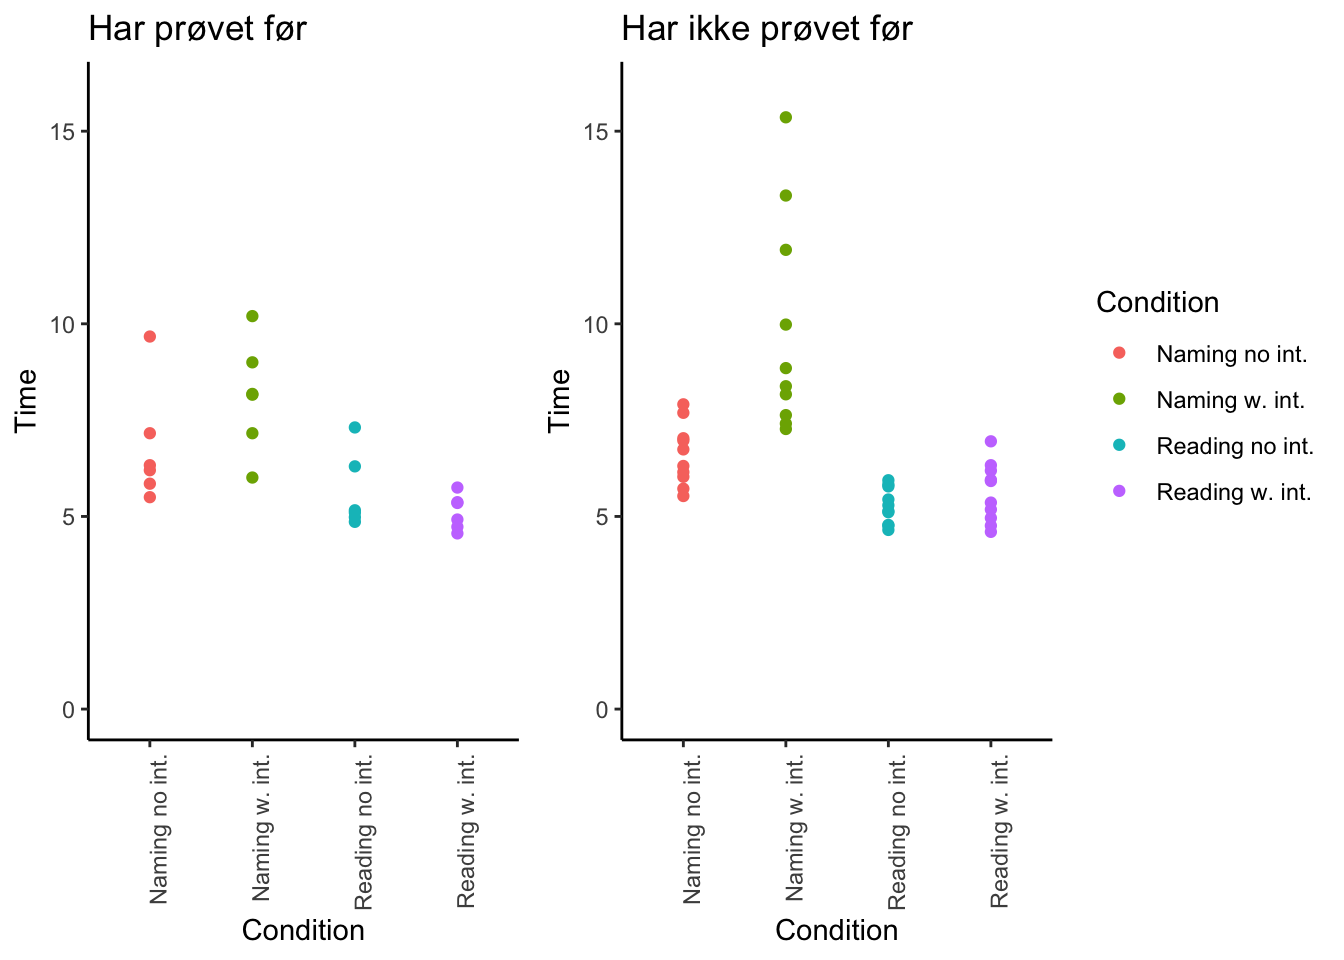 Har prøvet før
Time
15
10
5
0
Naming no int.
Naming w. int.
Reading no int.
Reading w. int.
Condition
Har ikke prøvet før
Time
15
10
5
0
Naming no int.
Naming w. int.
Reading no int.
Reading w. int.
Condition
Condition
Naming no int.
Naming w. int.
Reading no int.
Reading w. int.